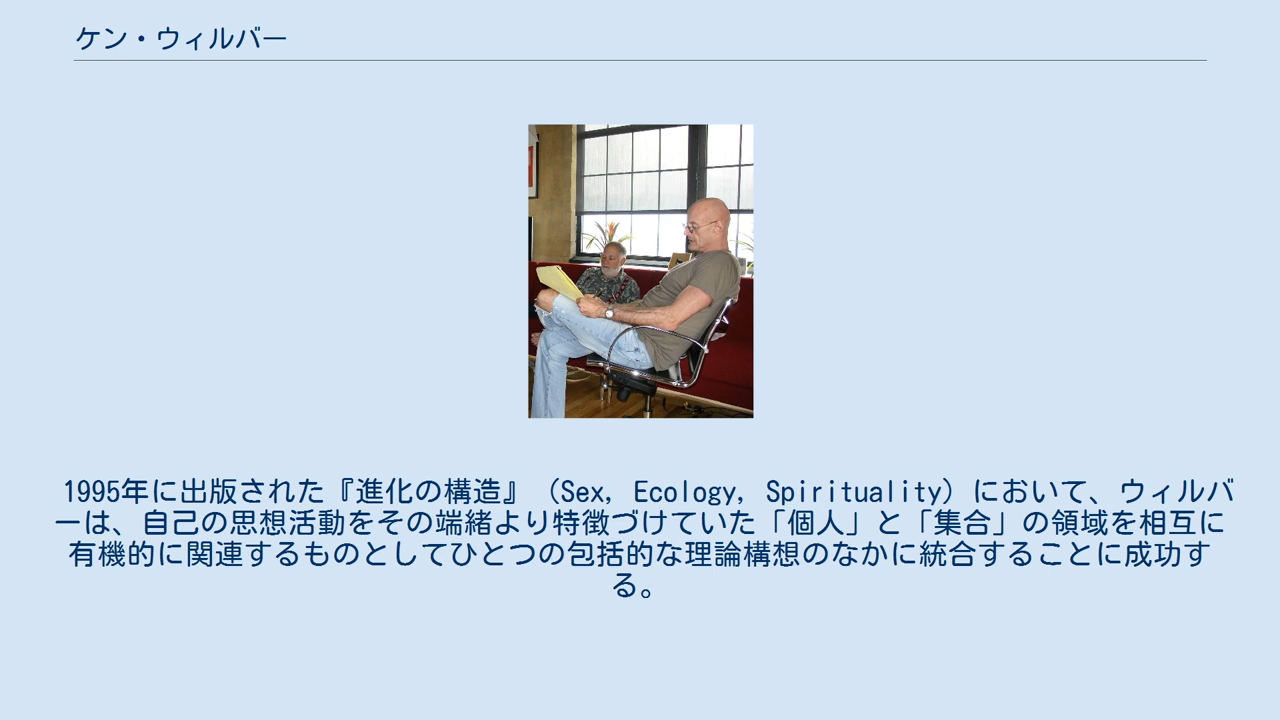 ケン・ウィルバー
1995年に出版された『進化の構造』（Sex, Ecology, Spirituality）において、ウィルバ
ーは、自己の思想活動をその端緒より特徴づけていた「個人」と「集合」の領域を相互に
有機的に関連するものとしてひとつの包括的な理論構想のなかに統合することに成功す
る。